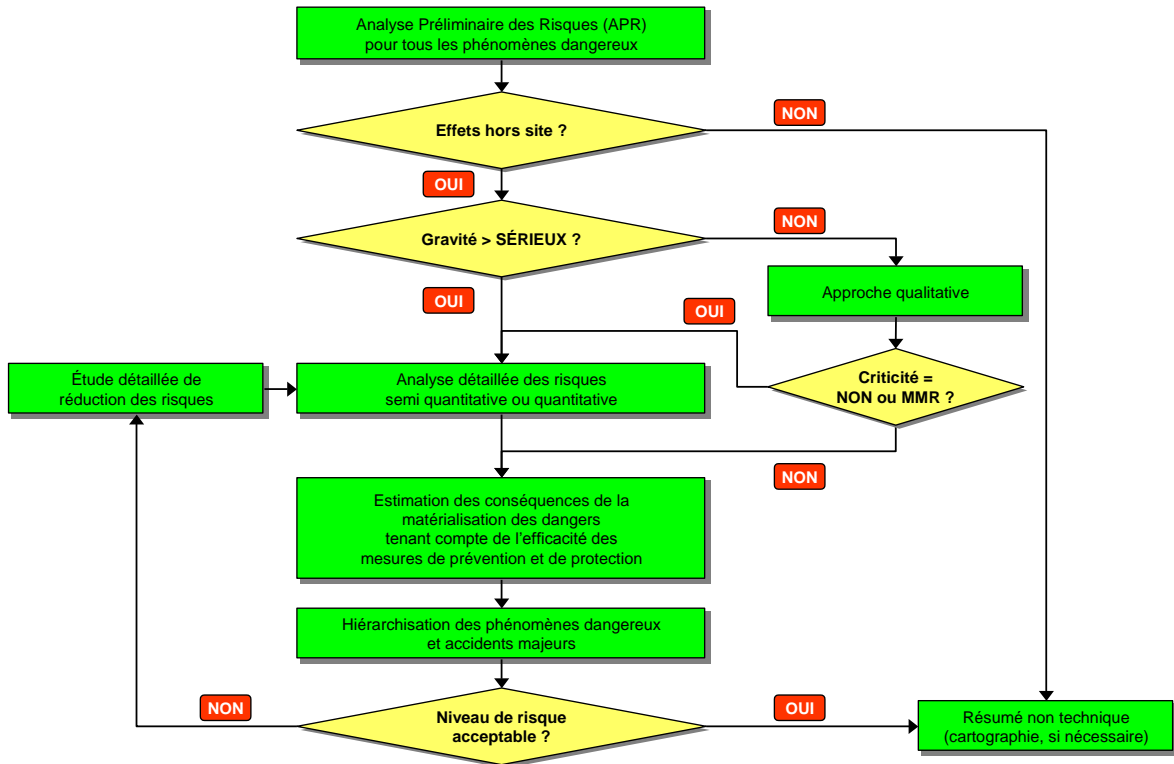 Analyse Préliminaire des Risques (APR)
pour tous les phénomènes dangereux
NON
Effets hors site ?
OUI
Gravité > SÉRIEUX ?
NON
Approche qualitative
OUI
OUI
Étude détaillée de
réduction des risques
Analyse détaillée des risques
semi quantitative ou quantitative
Criticité =
NON ou MMR ?
NON
Estimation des conséquences de la
matérialisation des dangers
tenant compte de l'efficacité des
mesures de prévention et de protection
Hiérarchisation des phénomènes dangereux
et accidents majeurs
NON
Niveau de risque
acceptable ?
OUI
Résumé non technique
(cartographie, si nécessaire)